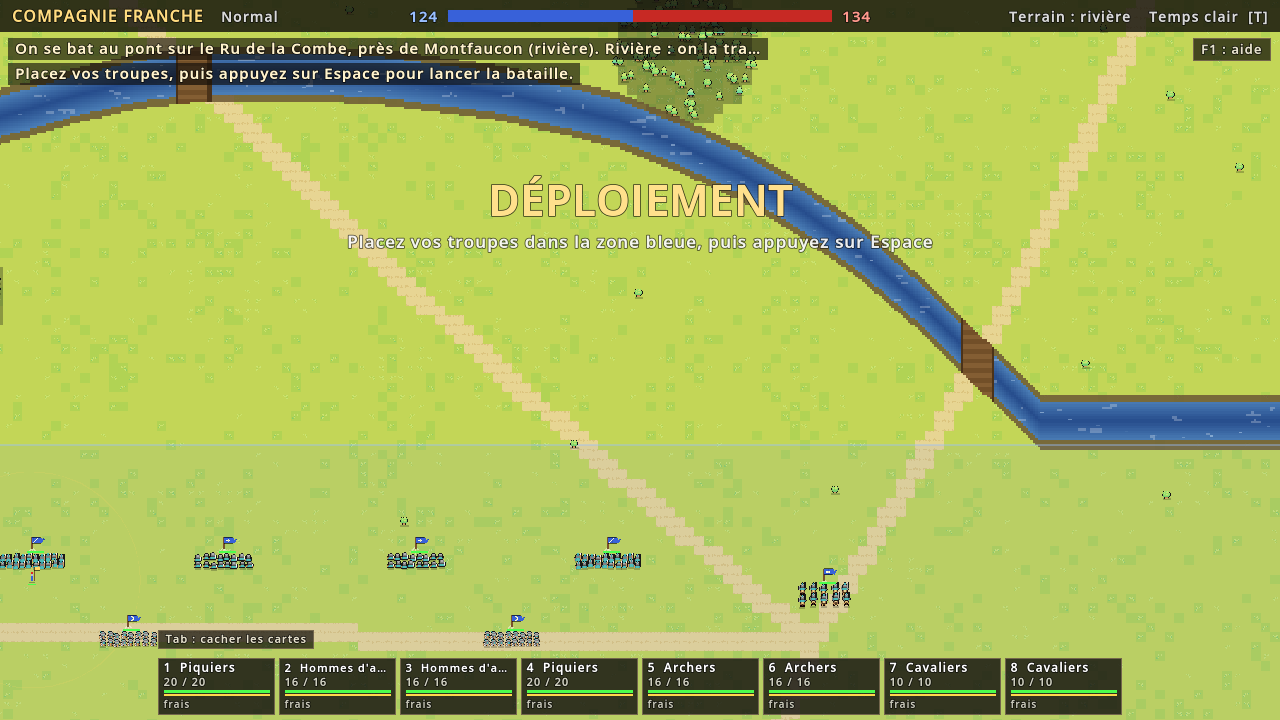 COMPAGNIE FRANCHE Normal 124 134 Terrain : rivière Temps clair [T]
On se bat au pont sur le Ru de la Combe, près de Montfaucon (rivière). Rivière : on la tra...
F1 : aide
Placez vos troupes, puis appuyez sur Espace pour lancer la bataille.
DÉPLOIEMENT
Placez vos troupes dans la zone bleue, puis appuyez sur Espace
Tab : cacher les cartes
1 Piquiers
20 / 20
frais
2 Hommes d'a...
16 / 16
frais
3 Hommes d'a...
16 / 16
frais
4 Piquiers
20 / 20
frais
5 Archers
16 / 16
frais
6 Archers
16 / 16
frais
7 Cavaliers
10 / 10
frais
8 Cavaliers
10 / 10
frais